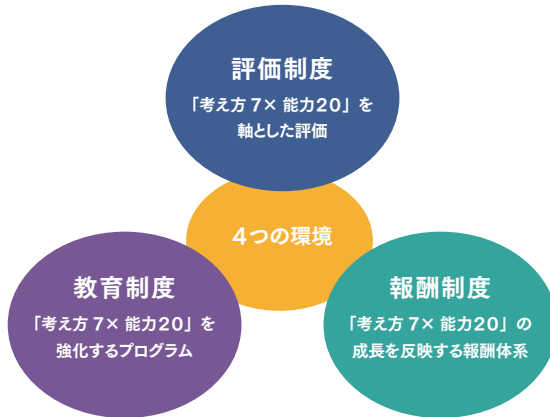 評価制度
「考え方 7× 能力20」を
軸とした評価
4つの環境
教育制度
「考え方 7× 能力20」を
強化するプログラム
報酬制度
「考え方 7× 能力20」の
成長を反映する報酬体系